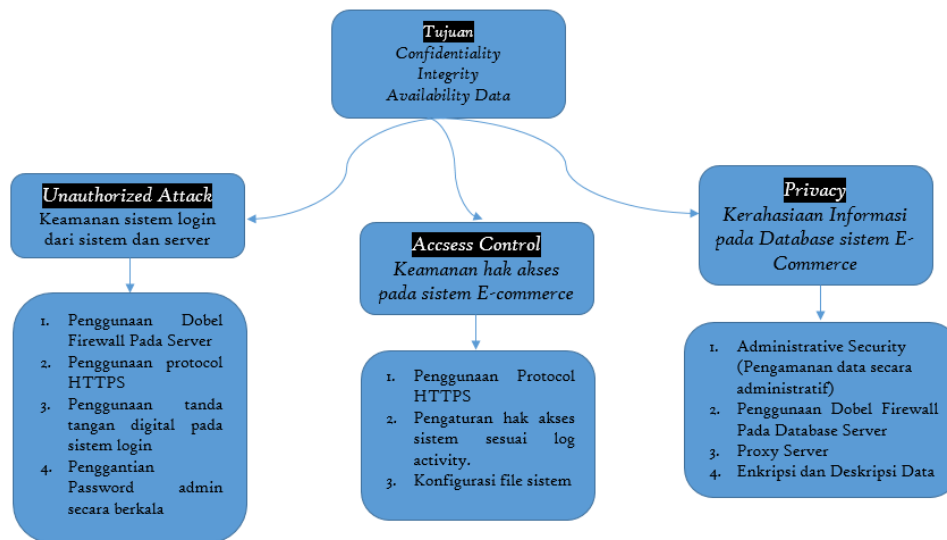 Tujuan
Confidentiality
Integrity
Availability Data
Unauthorized Attack
Keamanan sistem login
dari sistem dan server
Accsess Control
Keamanan hak akses
pada sistem E-commerce
Privacy
Kerahasiaan Informasi
pada Database sistem E-
Commerce
1. Penggunaan Dobel
Firewall Pada Server
2. Penggunaan protocol
HTTPS
3. Penggunaan tanda
tangan digital pada
sistem login
4. Penggantian
Password admin
secara berkala
1. Penggunaan Protocol
HTTPS
2. Pengaturan hak akses
sistem sesuai log
activity.
3. Konfigurasi file sistem
1. Administrative Security
(Pengamanan data secara
administratif)
2. Penggunaan Dobel Firewall
Pada Database Server
3. Proxy Server
4. Enkripsi dan Deskripsi Data